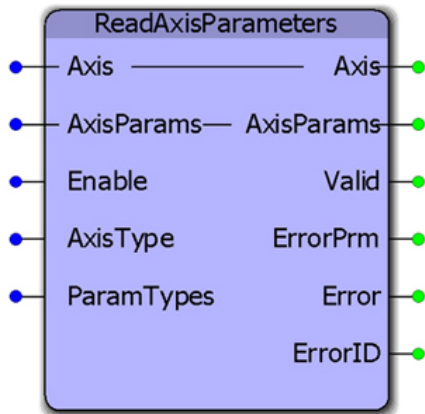 ReadAxisParameters
Axis Axis
AxisParams AxisParams
Enable Valid
AxisType ErrorPrm
ParamTypes Error
ErrorID